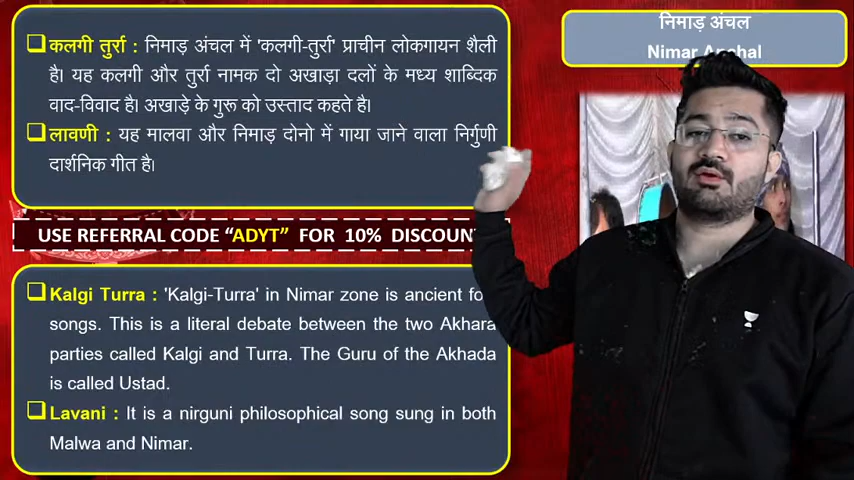 कलगी तुर्रा : निमाड़ अंचल में 'कलगी-तुर्रा' प्राचीन लोकगायन शैली
है। यह कलगी और तुर्रा नामक दो अखाड़ा दलों के मध्य शाब्दिक
वाद-विवाद है। अखाड़े के गुरू को उस्ताद कहते है।
लावणी : यह मालवा और निमाड़ दोनो में गाया जाने वाला निर्गुणी
दार्शनिक गीत है।
निमाड़ अंचल
Nimar
USE REFERRAL CODE “ADYT” FOR 10%
Kalgi Turra : 'Kalgi-Turra' in Nimar zone is ancient
songs. This is a literal debate between the two Akhara
parties called Kalgi and Turra. The Guru of the Akhada
is called Ustad.
Lavani : It is a nirguni philosophical song sung in both
Malwa and Nimar.